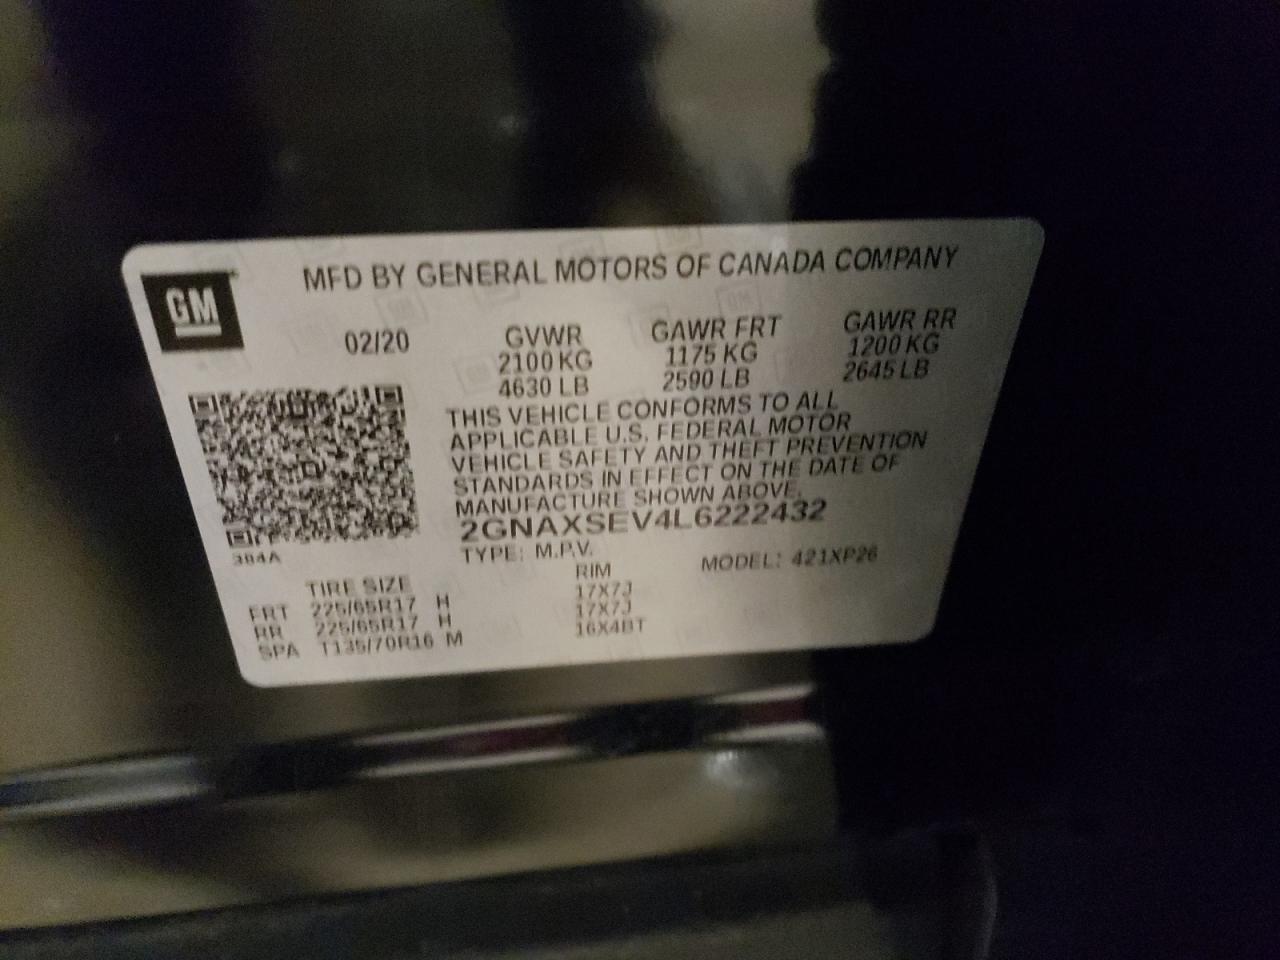 GM
MFD BY GENERAL MOTORS OF CANADA COMPANY
02/20 GVWR GAWR FRT GAWR RR
2100 KG 1175 KG 1200 KG
4630 LB 2590 LB 2645 LB
THIS VEHICLE CONFORMS TO ALL
APPLICABLE U.S. FEDERAL MOTOR
VEHICLE SAFETY AND THEFT PREVENTION
STANDARDS IN EFFECT ON THE DATE OF
MANUFACTURE SHOWN ABOVE.
2GNAXSEV4L6222432
384A
TYPE: M.P.V. MODEL: 421XP26
TIRE SIZE RIM
FRT 225/65R17 H 17X7J
RR 225/65R17 H 17X7J
SPA T135/70R16 M 16X4BT